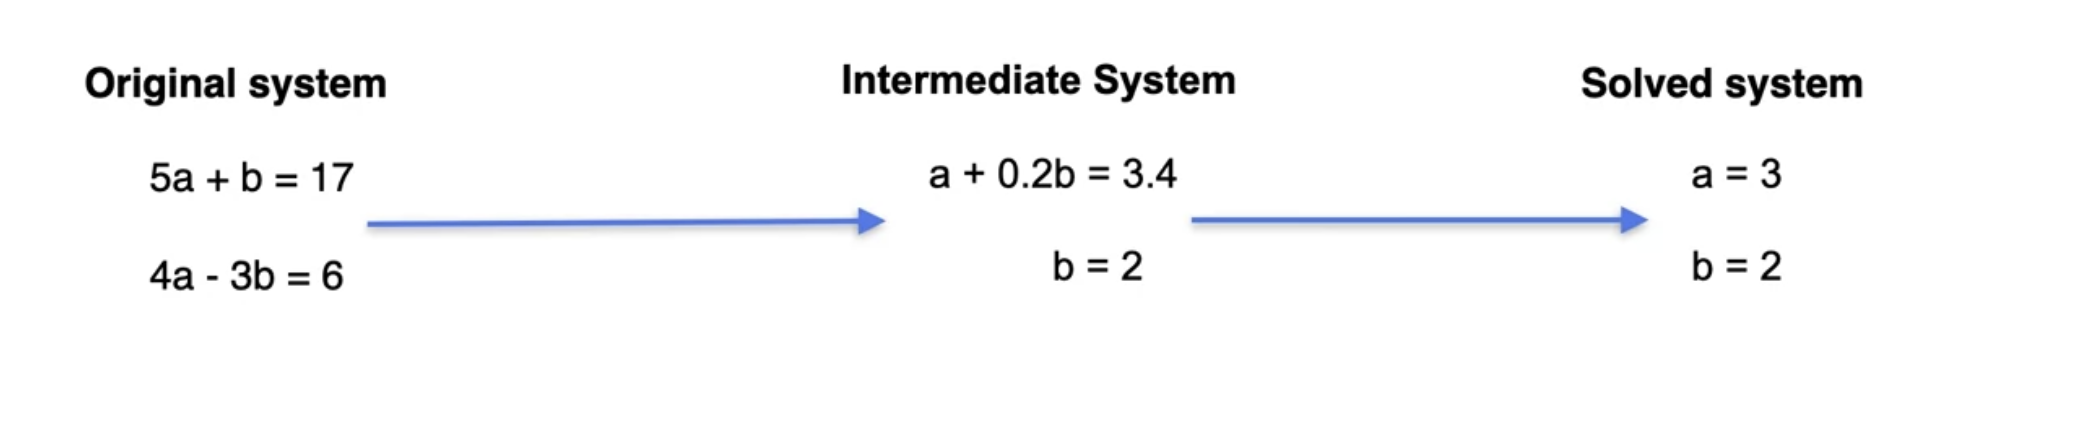 Original system
5a + b = 17
4a - 3b = 6
Intermediate System
a + 0.2b = 3.4
b = 2
Solved system
a = 3
b = 2